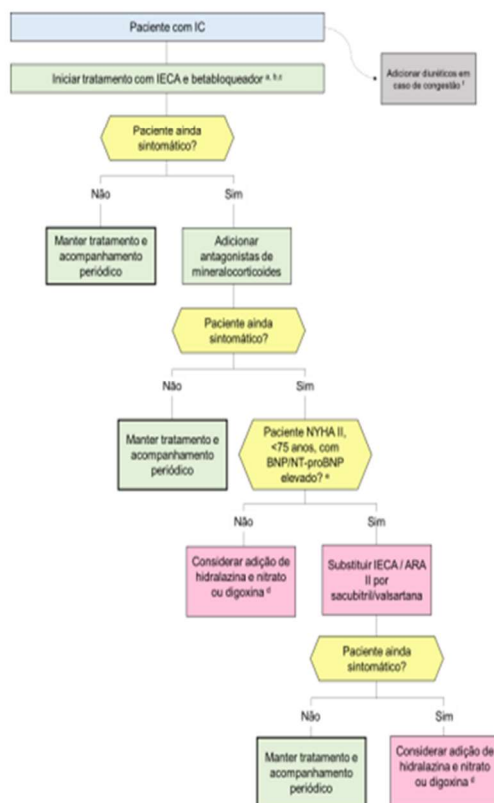 Paciente com IC
Adicionar diuréticos em
caso de congestão f
Iniciar tratamento com IECA e betabloqueador a, b,c
Paciente ainda
sintomático?
Não
Sim
Manter tratamento e
acompanhamento
periódico
Adicionar
antagonistas de
mineralocorticoides
Paciente ainda
sintomático?
Não
Sim
Manter tratamento e
acompanhamento
periódico
Paciente NYHA II,
<75 anos, com
BNP/NT-proBNP
elevado? e
Não
Sim
Considerar adição de
hidralazina e nitrato
ou digoxina d
Substituir IECA / ARA
II por
sacubitril/valsartana
Paciente ainda
sintomático?
Não
Sim
Manter tratamento e
acompanhamento
periódico
Considerar adição de
hidralazina e nitrato
ou digoxina d